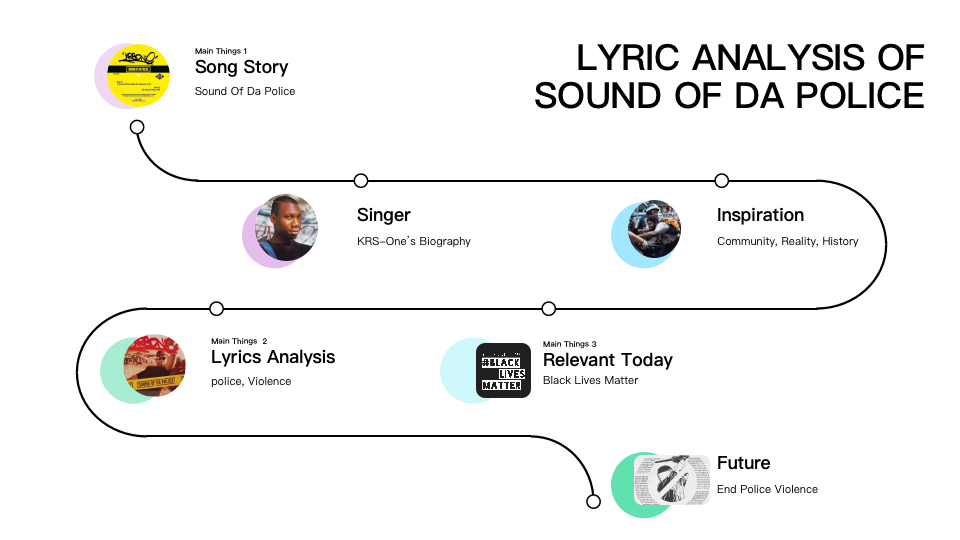 LYRIC ANALYSIS OF
SOUND OF DA POLICE
Main Things 1
Song Story
Sound Of Da Police
Singer
KRS-One's Biography
Inspiration
Community, Reality, History
Main Things 2
Lyrics Analysis
police, Violence
#BLACK
LIVES
MATTER
Main Things 3
Relevant Today
Black Lives Matter
Future
End Police Violence